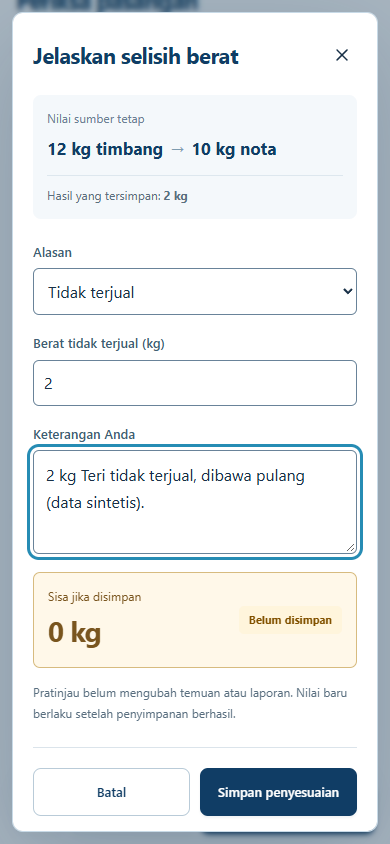 Periksa pasangan
Jelaskan selisih berat
Nilai sumber tetap
12 kg timbang → 10 kg nota
Hasil yang tersimpan: 2 kg
Alasan
Tidak terjual
Berat tidak terjual (kg)
2
Keterangan Anda
2 kg Teri tidak terjual, dibawa pulang
(data sintetis).
Sisa jika disimpan
0 kg
Belum disimpan
Pratinjau belum mengubah temuan atau laporan. Nilai baru
berlaku setelah penyimpanan berhasil.
Batal
Simpan penyesuaian